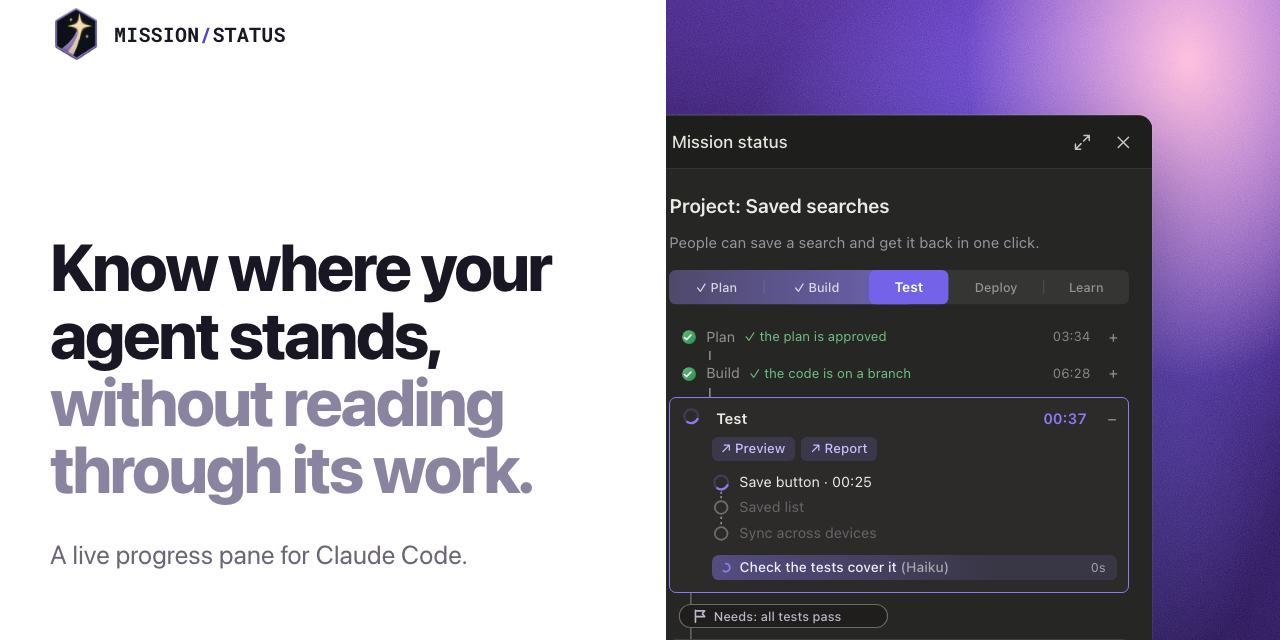 MISSION/STATUS
Know where your
agent stands,
without reading
through its work.
A live progress pane for Claude Code.
Mission status
Project: Saved searches
People can save a search and get it back in one click.
✓ Plan
✓ Build
Test
Deploy
Learn
Plan ✓ the plan is approved 03:34 +
Build ✓ the code is on a branch 06:28 +
Test 00:37 −
↗ Preview ↗ Report
Save button · 00:25
Saved list
Sync across devices
Check the tests cover it (Haiku) 0s
Needs: all tests pass